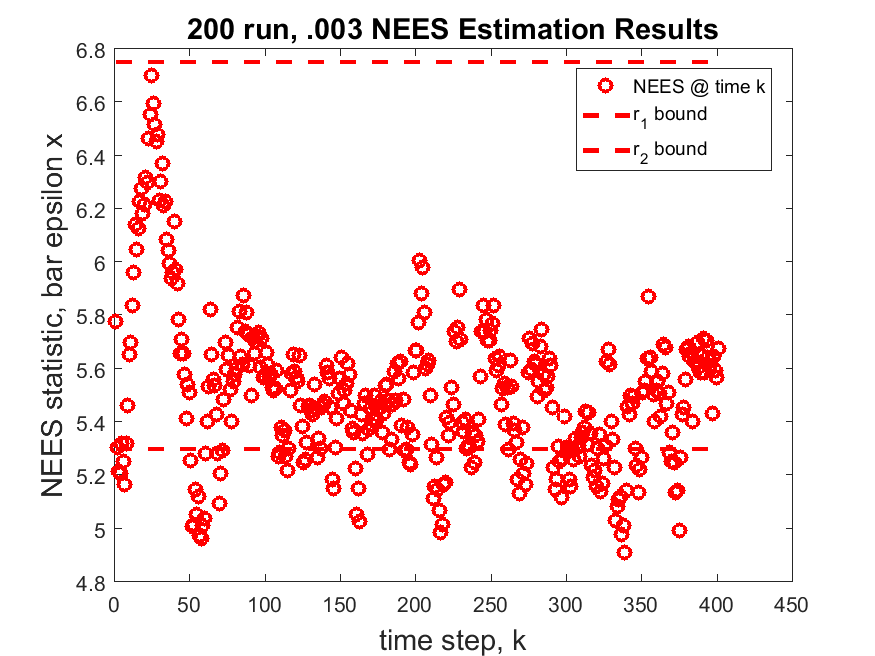 200 run, .003 NEES Estimation Results
NEES statistic, bar epsilon x
6.8
6.6
6.4
6.2
6
5.8
5.6
5.4
5.2
5
4.8
NEES @ time k
r1 bound
r2 bound
0 50 100 150 200 250 300 350 400 450
time step, k